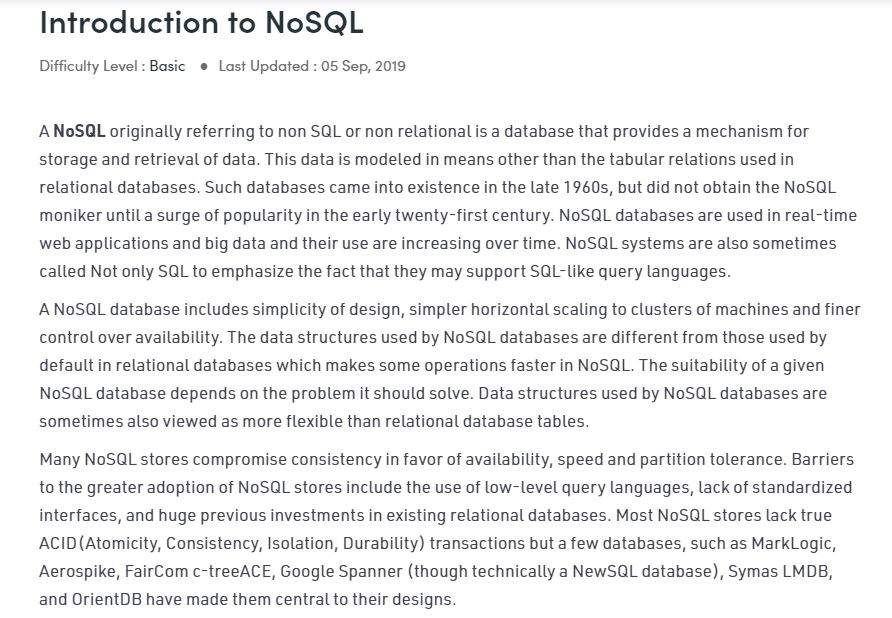 Introduction to NoSQL
Difficulty Level : Basic ● Last Updated : 05 Sep, 2019
A NoSQL originally referring to non SQL or non relational is a database that provides a mechanism for
storage and retrieval of data. This data is modeled in means other than the tabular relations used in
relational databases. Such databases came into existence in the late 1960s, but did not obtain the NoSQL
moniker until a surge of popularity in the early twenty-first century. NoSQL databases are used in real-time
web applications and big data and their use are increasing over time. NoSQL systems are also sometimes
called Not only SQL to emphasize the fact that they may support SQL-like query languages.
A NoSQL database includes simplicity of design, simpler horizontal scaling to clusters of machines and finer
control over availability. The data structures used by NoSQL databases are different from those used by
default in relational databases which makes some operations faster in NoSQL. The suitability of a given
NoSQL database depends on the problem it should solve. Data structures used by NoSQL databases are
sometimes also viewed as more flexible than relational database tables.
Many NoSQL stores compromise consistency in favor of availability, speed and partition tolerance. Barriers
to the greater adoption of NoSQL stores include the use of low-level query languages, lack of standardized
interfaces, and huge previous investments in existing relational databases. Most NoSQL stores lack true
ACID(Atomicity, Consistency, Isolation, Durability) transactions but a few databases, such as MarkLogic,
Aerospike, FairCom c-treeACE, Google Spanner (though technically a NewSQL database), Symas LMDB,
and OrientDB have made them central to their designs.